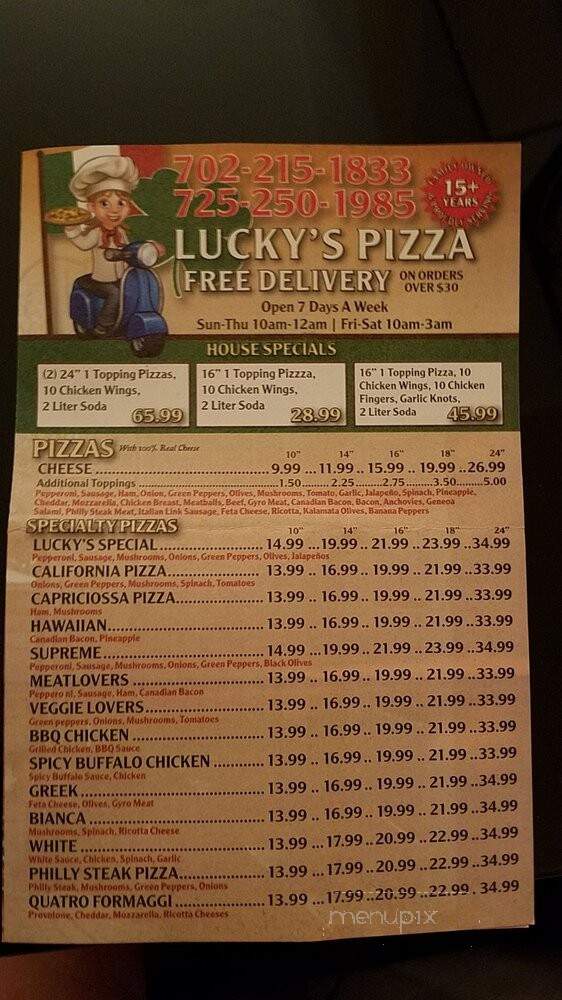 702-215-1833
725-250-1985
FAMILY OWNED
15+
YEARS
& PROUDLY SERVING
LUCKY'S PIZZA
FREE DELIVERY ON ORDERS
OVER $30
Open 7 Days A Week
Sun-Thu 10am-12am | Fri-Sat 10am-3am
HOUSE SPECIALS
(2) 24" 1 Topping Pizzas,
10 Chicken Wings,
2 Liter Soda 65.99
16" 1 Topping Pizzza,
10 Chicken Wings,
2 Liter Soda 28.99
16" 1 Topping Pizza, 10
Chicken Wings, 10 Chicken
Fingers, Garlic Knots,
2 Liter Soda 45.99
PIZZAS With 100% Real Cheese 10" 14" 16" 18" 24"
CHEESE 9.99 ... 11.99 .. 15.99 .. 19.99 .. 26.99
Additional Toppings 1.50 2.25 2.75 3.50 5.00
Pepperoni, Sausage, Ham, Onion, Green Peppers, Olives, Mushrooms, Tomato, Garlic, Jalapeño, Spinach, Pineapple,
Cheddar, Mozzarella, Chicken Breast, Meatballs, Beef, Gyro Meat, Canadian Bacon, Bacon, Anchovies, Genoea
Salami, Philly Steak Meat, Italian Link Sausage, Feta Cheese, Ricotta, Kalamata Olives, Banana Peppers
SPECIALTY PIZZAS 10" 14" 16" 18" 24"
LUCKY'S SPECIAL 14.99 ... 19.99 .. 21.99 .. 23.99 .. 34.99
Pepperoni, Sausage, Mushrooms, Onions, Green Peppers, Olives, Jalapeños
CALIFORNIA PIZZA 13.99 ... 16.99 .. 19.99 .. 21.99 .. 33.99
Onions, Green Peppers, Mushrooms, Spinach, Tomatoes
CAPRICIOSSA PIZZA 13.99 ... 16.99 .. 19.99 .. 21.99 .. 33.99
Ham, Mushrooms
HAWAIIAN 13.99 ... 16.99 .. 19.99 .. 21.99 .. 33.99
Canadian Bacon, Pineapple
SUPREME 14.99 ... 19.99 .. 21.99 .. 23.99 .. 34.99
Pepperoni, Sausage, Mushrooms, Onions, Green Peppers, Black Olives
MEATLOVERS 13.99 ... 16.99 .. 19.99 .. 21.99 .. 33.99
Pepperoni, Sausage, Ham, Canadian Bacon
VEGGIE LOVERS 13.99 ... 16.99 .. 19.99 .. 21.99 .. 33.99
Green peppers, Onions, Mushrooms, Tomatoes
BBQ CHICKEN 13.99 ... 16.99 .. 19.99 .. 21.99 .. 33.99
Grilled Chicken, BBQ Sauce
SPICY BUFFALO CHICKEN 13.99 ... 16.99 .. 19.99 .. 21.99 .. 33.99
Spicy Buffalo Sauce, Chicken
GREEK 13.99 ... 16.99 .. 19.99 .. 21.99 .. 34.99
Feta Cheese, Olives, Gyro Meat
BIANCA 13.99 ... 16.99 .. 19.99 .. 21.99 .. 34.99
Mushrooms, Spinach, Ricotta Cheese
WHITE 13.99 ... 17.99 .. 20.99 .. 22.99 .. 34.99
White Sauce, Chicken, Spinach, Garlic
PHILLY STEAK PIZZA 13.99 ... 17.99 .. 20.99 .. 22.99 .. 34.99
Philly Steak, Mushrooms, Green Peppers, Onions
QUATRO FORMAGGI 13.99 ... 17.99 .. 20.99 .. 22.99 . 34.99
Provolone, Cheddar, Mozzarella, Ricotta Cheeses
menupix